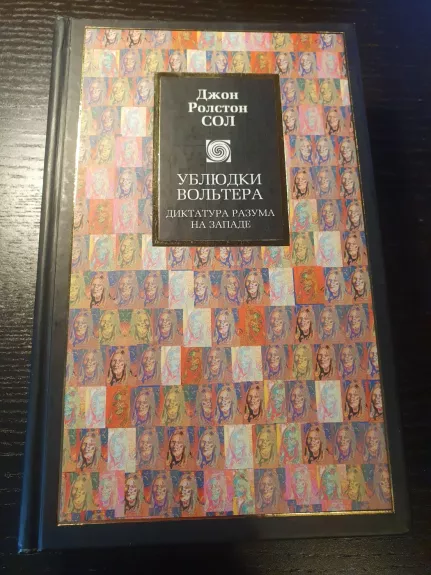 Джон
Ролстон
СОЛ
УБЛЮДКИ
ВОЛЬТЕРА
ДИКТАТУРА РАЗУМА
НА ЗАПАДЕ